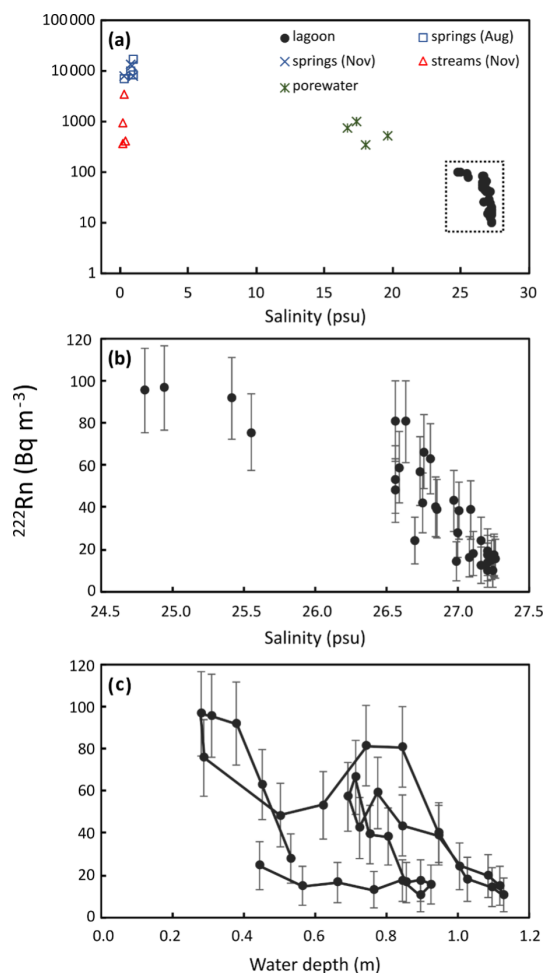 (a)
lagoon
springs (Aug)
springs (Nov)
streams (Nov)
porewater
100 000
10 000
1000
100
10
1
0 5 10 15 20 25 30
Salinity (psu)
(b)
120
100
80
60
40
20
0
24.5 25.0 25.5 26.0 26.5 27.0 27.5
Salinity (psu)
²²²Rn (Bq m⁻³)
(c)
120
100
80
60
40
20
0
0.0 0.2 0.4 0.6 0.8 1.0 1.2
Water depth (m)